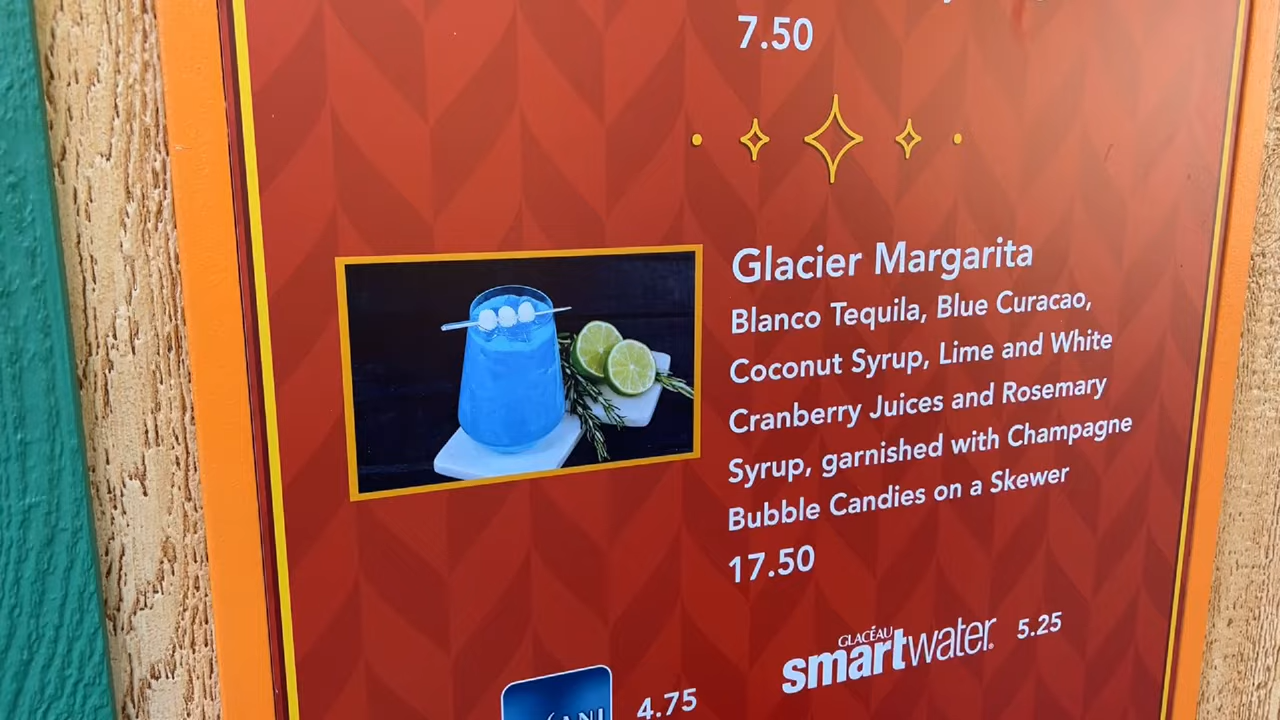 7.50
Glacier Margarita
Blanco Tequila, Blue Curacao,
Coconut Syrup, Lime and White
Cranberry Juices and Rosemary
Syrup, garnished with Champagne
Bubble Candies on a Skewer
17.50
GLACÉAU
smartwater. 5.25
4.75